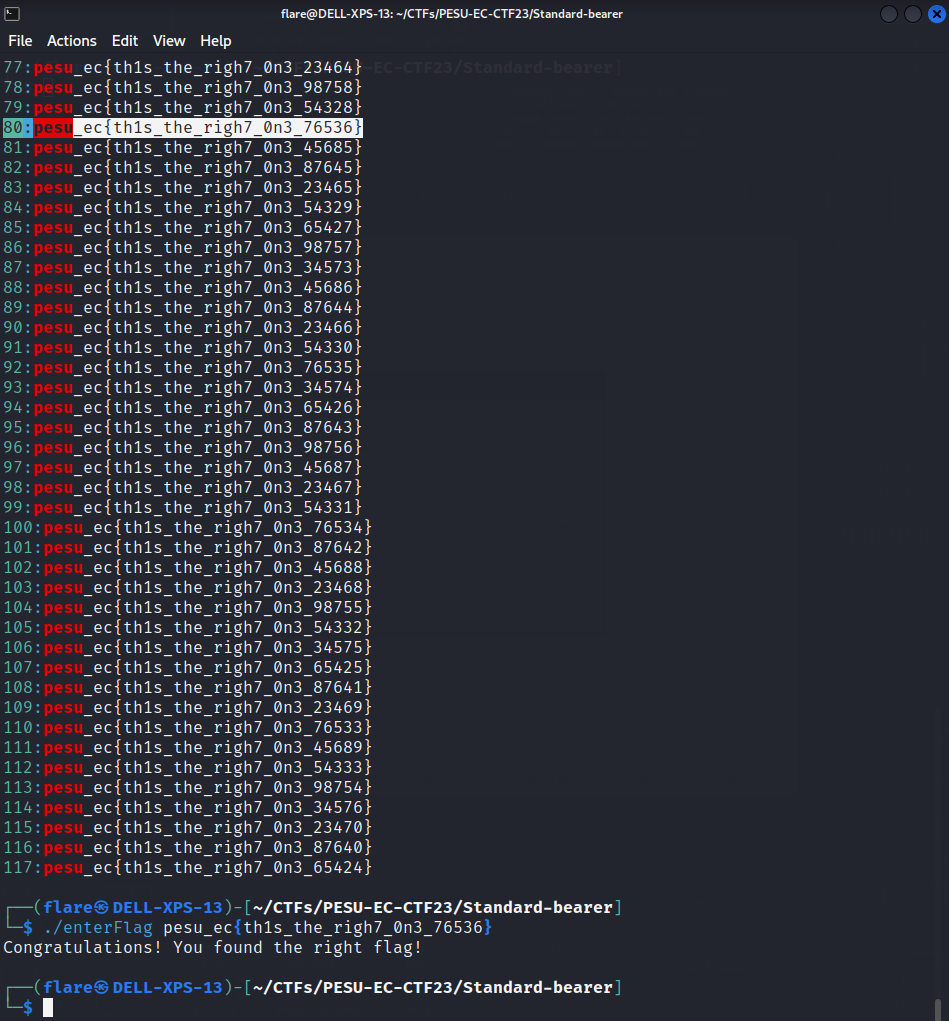 flare@DELL-XPS-13: ~/CTFs/PESU-EC-CTF23/Standard-bearer
File Actions Edit View Help
77:pesu_ec{th1s_the_righ7_0n3_23464}
78:pesu_ec{th1s_the_righ7_0n3_98758}
79:pesu_ec{th1s_the_righ7_0n3_54328}
80:pesu_ec{th1s_the_righ7_0n3_76536}
81:pesu_ec{th1s_the_righ7_0n3_45685}
82:pesu_ec{th1s_the_righ7_0n3_87645}
83:pesu_ec{th1s_the_righ7_0n3_23465}
84:pesu_ec{th1s_the_righ7_0n3_54329}
85:pesu_ec{th1s_the_righ7_0n3_65427}
86:pesu_ec{th1s_the_righ7_0n3_98757}
87:pesu_ec{th1s_the_righ7_0n3_34573}
88:pesu_ec{th1s_the_righ7_0n3_45686}
89:pesu_ec{th1s_the_righ7_0n3_87644}
90:pesu_ec{th1s_the_righ7_0n3_23466}
91:pesu_ec{th1s_the_righ7_0n3_54330}
92:pesu_ec{th1s_the_righ7_0n3_76535}
93:pesu_ec{th1s_the_righ7_0n3_34574}
94:pesu_ec{th1s_the_righ7_0n3_65426}
95:pesu_ec{th1s_the_righ7_0n3_87643}
96:pesu_ec{th1s_the_righ7_0n3_98756}
97:pesu_ec{th1s_the_righ7_0n3_45687}
98:pesu_ec{th1s_the_righ7_0n3_23467}
99:pesu_ec{th1s_the_righ7_0n3_54331}
100:pesu_ec{th1s_the_righ7_0n3_76534}
101:pesu_ec{th1s_the_righ7_0n3_87642}
102:pesu_ec{th1s_the_righ7_0n3_45688}
103:pesu_ec{th1s_the_righ7_0n3_23468}
104:pesu_ec{th1s_the_righ7_0n3_98755}
105:pesu_ec{th1s_the_righ7_0n3_54332}
106:pesu_ec{th1s_the_righ7_0n3_34575}
107:pesu_ec{th1s_the_righ7_0n3_65425}
108:pesu_ec{th1s_the_righ7_0n3_87641}
109:pesu_ec{th1s_the_righ7_0n3_23469}
110:pesu_ec{th1s_the_righ7_0n3_76533}
111:pesu_ec{th1s_the_righ7_0n3_45689}
112:pesu_ec{th1s_the_righ7_0n3_54333}
113:pesu_ec{th1s_the_righ7_0n3_98754}
114:pesu_ec{th1s_the_righ7_0n3_34576}
115:pesu_ec{th1s_the_righ7_0n3_23470}
116:pesu_ec{th1s_the_righ7_0n3_87640}
117:pesu_ec{th1s_the_righ7_0n3_65424}
┌──(flare㉿DELL-XPS-13)-[~/CTFs/PESU-EC-CTF23/Standard-bearer]
└─$ ./enterFlag pesu_ec{th1s_the_righ7_0n3_76536}
Congratulations! You found the right flag!
┌──(flare㉿DELL-XPS-13)-[~/CTFs/PESU-EC-CTF23/Standard-bearer]
└─$